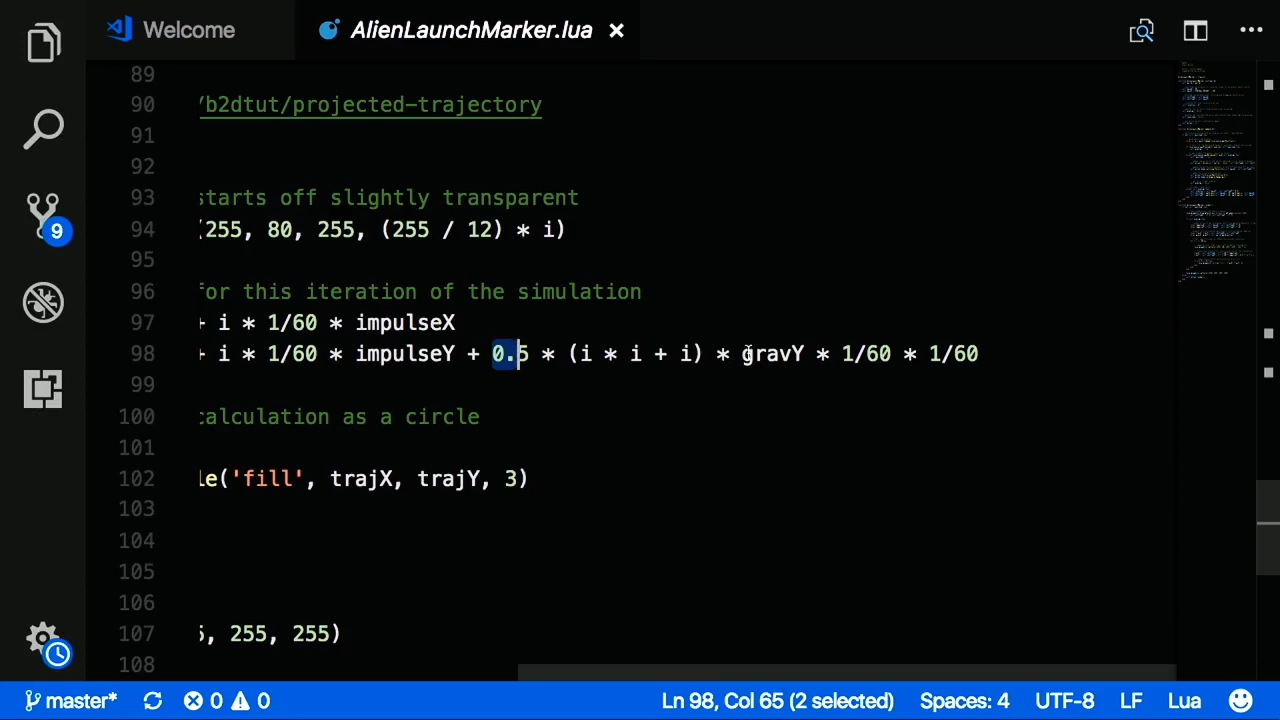 Welcome
AlienLaunchMarker.lua
89
90 /b2dtut/projected-trajectory
91
92
93 starts off slightly transparent
94 (255, 80, 255, (255 / 12) * i)
95
96 for this iteration of the simulation
97 + i * 1/60 * impulseX
98 + i * 1/60 * impulseY + 0.5 * (i * i + i) * gravY * 1/60 * 1/60
99
100 calculation as a circle
101
102 le('fill', trajX, trajY, 3)
103
104
105
106
107 5, 255, 255)
108
9
master* 0 0 Ln 98, Col 65 (2 selected) Spaces: 4 UTF-8 LF Lua